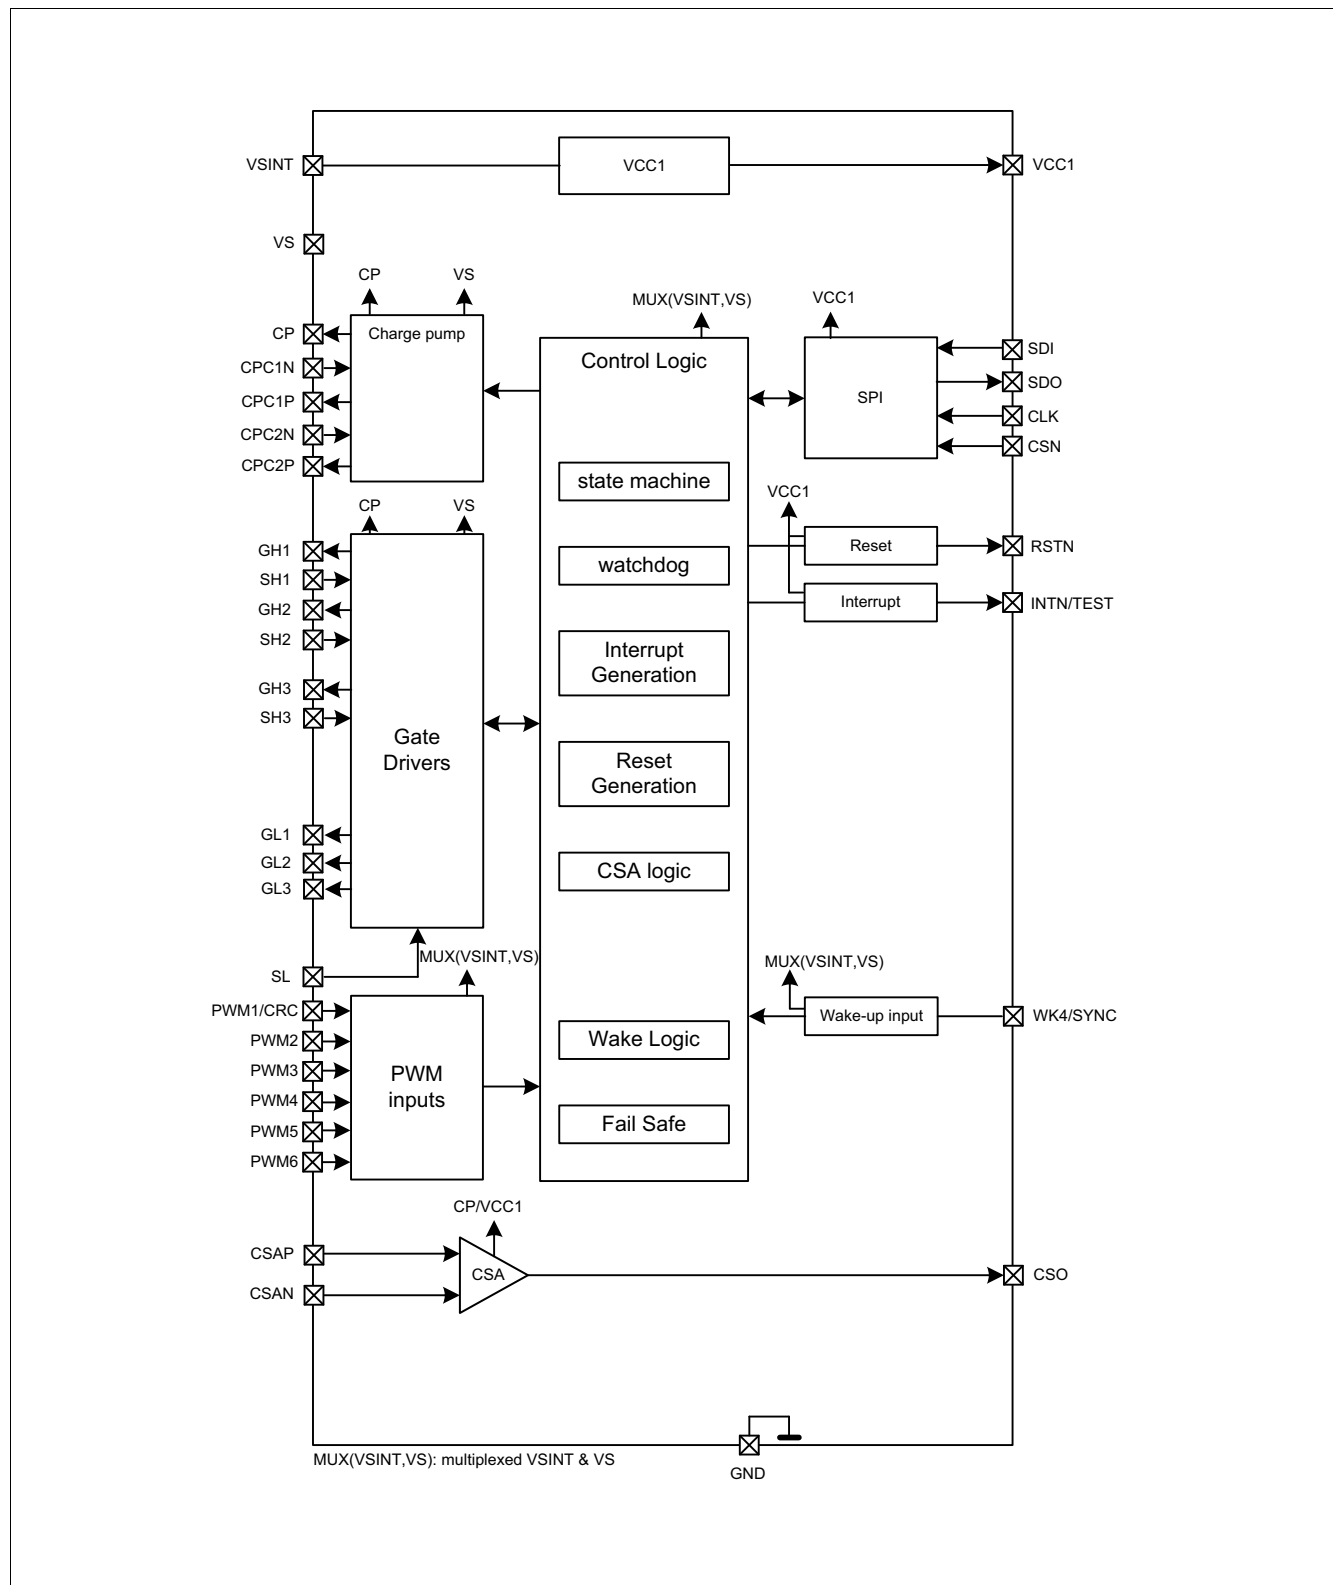 VSINT
VCC1
VCC1
VS
CP
VS
MUX(VSINT,VS)
VCC1
CP
CPC1N
CPC1P
CPC2N
CPC2P
Charge pump
Control Logic
SPI
SDI
SDO
CLK
CSN
state machine
watchdog
Interrupt
Generation
Reset
Generation
CSA logic
Wake Logic
Fail Safe
VCC1
Reset
RSTN
Interrupt
INTN/TEST
CP
VS
GH1
SH1
GH2
SH2
GH3
SH3
GL1
GL2
GL3
Gate
Drivers
SL
MUX(VSINT,VS)
PWM1/CRC
PWM2
PWM3
PWM4
PWM5
PWM6
PWM
inputs
MUX(VSINT,VS)
Wake-up input
WK4/SYNC
CP/VCC1
CSAP
CSAN
CSA
CSO
MUX(VSINT,VS): multiplexed VSINT & VS
GND